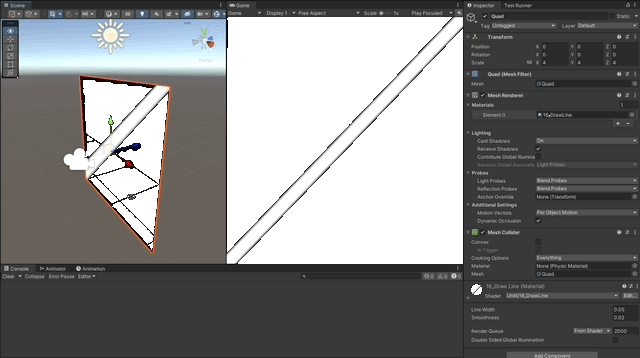 Scene
Game
Game
Display 1
Free Aspect
Scale
1x
Play Focused
Persp
Console
Animator
Animation
Clear
Collapse
Error Pause
Editor
Inspector
Test Runner
Quad
Static
Tag Untagged
Layer Default
Transform
Position X 0 Y 0 Z 0
Rotation X 0 Y 0 Z 0
Scale X 4 Y 4 Z 4
Quad (Mesh Filter)
Mesh Quad
Mesh Renderer
Materials 1
Element 0 16_DrawLine
Lighting
Cast Shadows On
Receive Shadows
Contribute Global Illumina
Receive Global Illumination Light Probes
Probes
Light Probes Blend Probes
Reflection Probes Blend Probes
Anchor Override None (Transform)
Additional Settings
Motion Vectors Per Object Motion
Dynamic Occlusion
Mesh Collider
Convex
Is Trigger
Cooking Options Everything
Material None (Physic Material)
Mesh Quad
16_Draw Line (Material)
Shader Unlit/16_DrawLine Edit...
Line Width 0.05
Smoothness 0.02
Render Queue From Shader 2000
Double Sided Global Illumination
Add Component